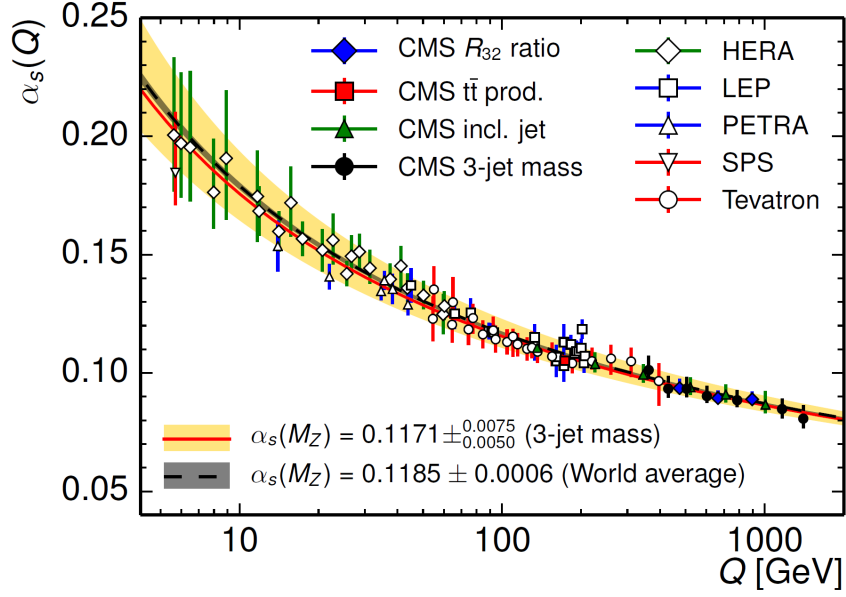 αs(Q)
0.25
0.20
0.15
0.10
0.05
CMS R32 ratio
CMS tt̄ prod.
CMS incl. jet
CMS 3-jet mass
HERA
LEP
PETRA
SPS
Tevatron
αs(MZ) = 0.1171 ±0.0075 0.0050 (3-jet mass)
αs(MZ) = 0.1185 ± 0.0006 (World average)
10
100
1000
Q [GeV]